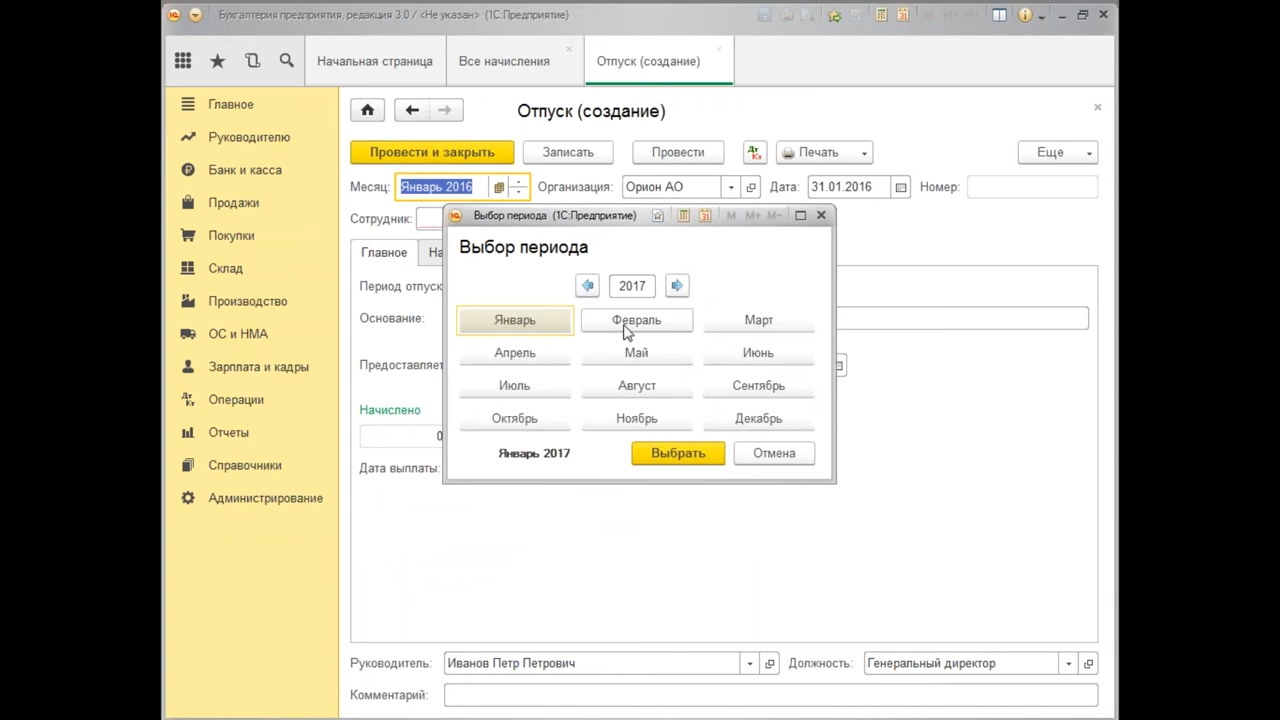 Бухгалтерия предприятия, редакция 3.0 / <Не указан> (1С:Предприятие)
M M+ M-
Начальная страница
Все начисления
Отпуск (создание)
Главное
Руководителю
Банк и касса
Продажи
Покупки
Склад
Производство
ОС и НМА
Зарплата и кадры
Операции
Отчеты
Справочники
Администрирование
Отпуск (создание)
Провести и закрыть Записать Провести Дт Кт Печать Еще
Месяц: Январь 2016 Организация: Орион АО Дата: 31.01.2016 Номер:
Сотрудник:
Главное На
Период отпуск
Основание:
Предоставляет
Начислено
0
Дата выплаты:
Выбор периода (1С:Предприятие) M M+ M-
Выбор периода
2017
Январь Февраль Март
Апрель Май Июнь
Июль Август Сентябрь
Октябрь Ноябрь Декабрь
Январь 2017 Выбрать Отмена
Руководитель: Иванов Петр Петрович Должность: Генеральный директор
Комментарий: